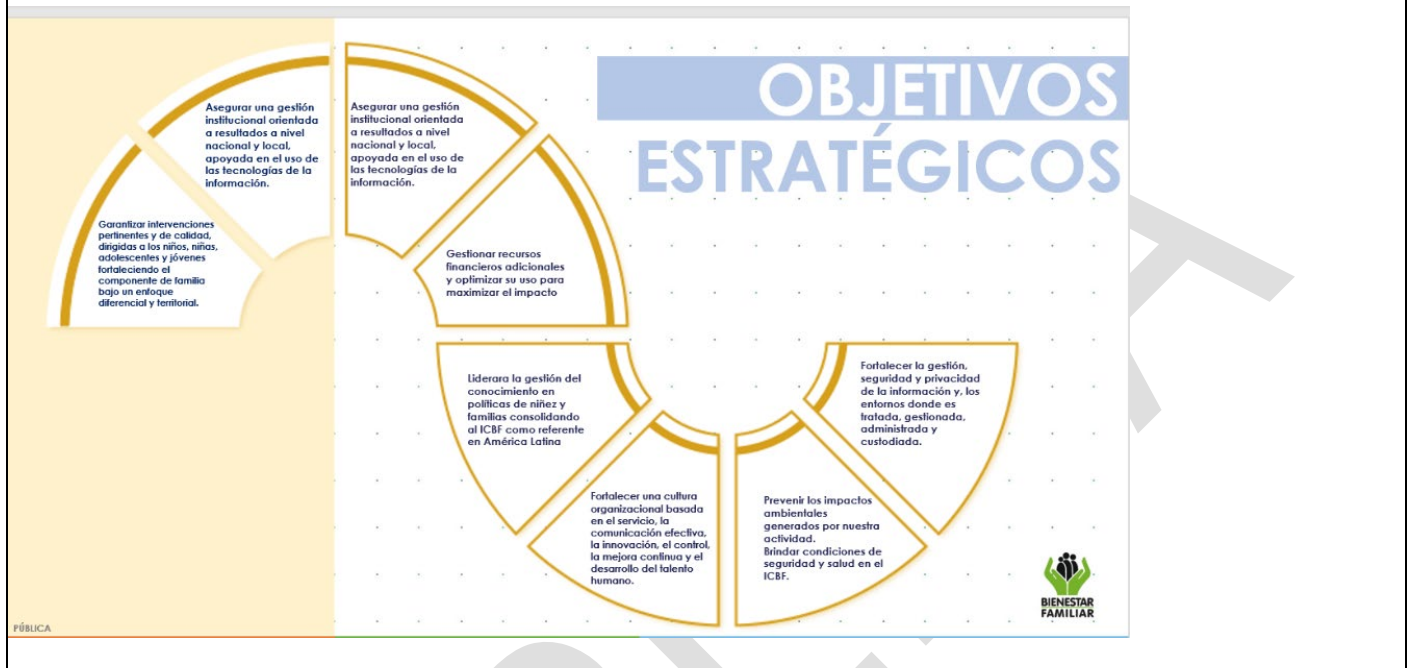 OBJETIVOS
ESTRATÉGICOS
Garantizar intervenciones
pertinentes y de calidad,
dirigidas a los niños, niñas,
adolescentes y jóvenes
fortaleciendo el
componente de familia
bajo un enfoque
diferencial y territorial.
Asegurar una gestión
institucional orientada
a resultados a nivel
nacional y local,
apoyada en el uso de
las tecnologías de la
información.
Asegurar una gestión
institucional orientada
a resultados a nivel
nacional y local,
apoyada en el uso de
las tecnologías de la
información.
Gestionar recursos
financieros adicionales
y optimizar su uso para
maximizar el impacto
Liderara la gestión del
conocimiento en
políticas de niñez y
familias consolidando
al ICBF como referente
en América Latina
Fortalecer una cultura
organizacional basada
en el servicio, la
comunicación efectiva,
la innovación, el control,
la mejora continua y el
desarrollo del talento
humano.
Prevenir los impactos
ambientales
generados por nuestra
actividad.
Brindar condiciones de
seguridad y salud en el
ICBF.
Fortalecer la gestión,
seguridad y privacidad
de la información y, los
entornos donde es
tratada, gestionada,
administrada y
custodiada.
BIENESTAR
FAMILIAR
PÚBLICA